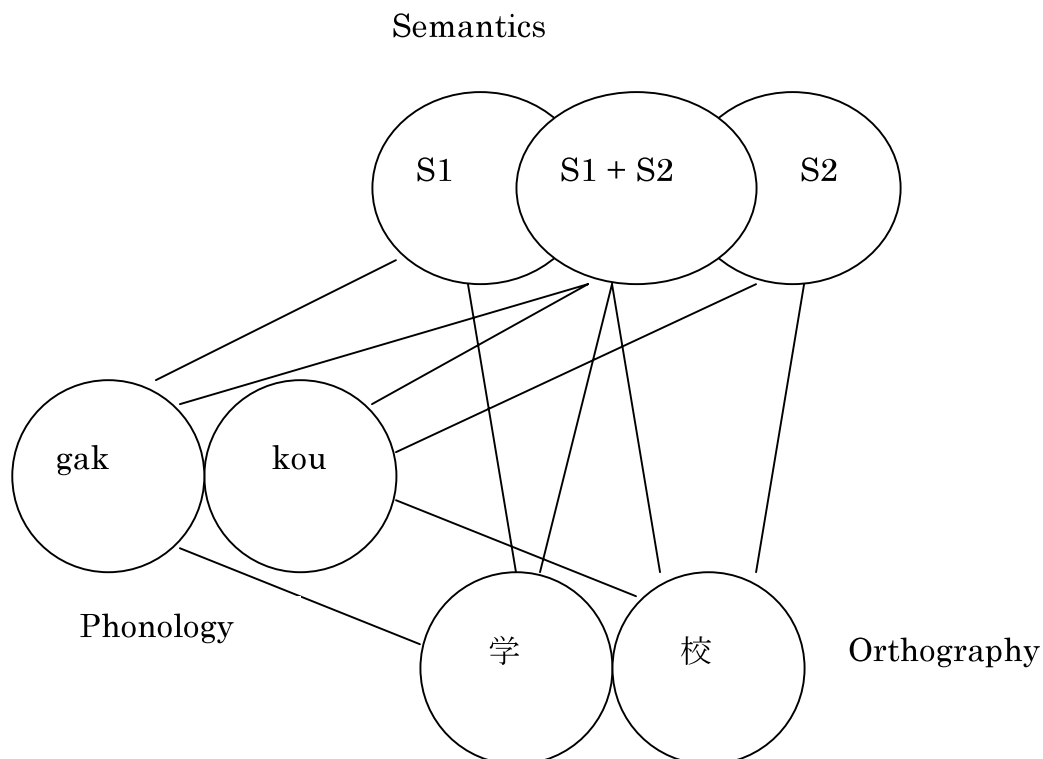 Semantics
S1
S1 + S2
S2
gak
kou
Phonology
学
校
Orthography